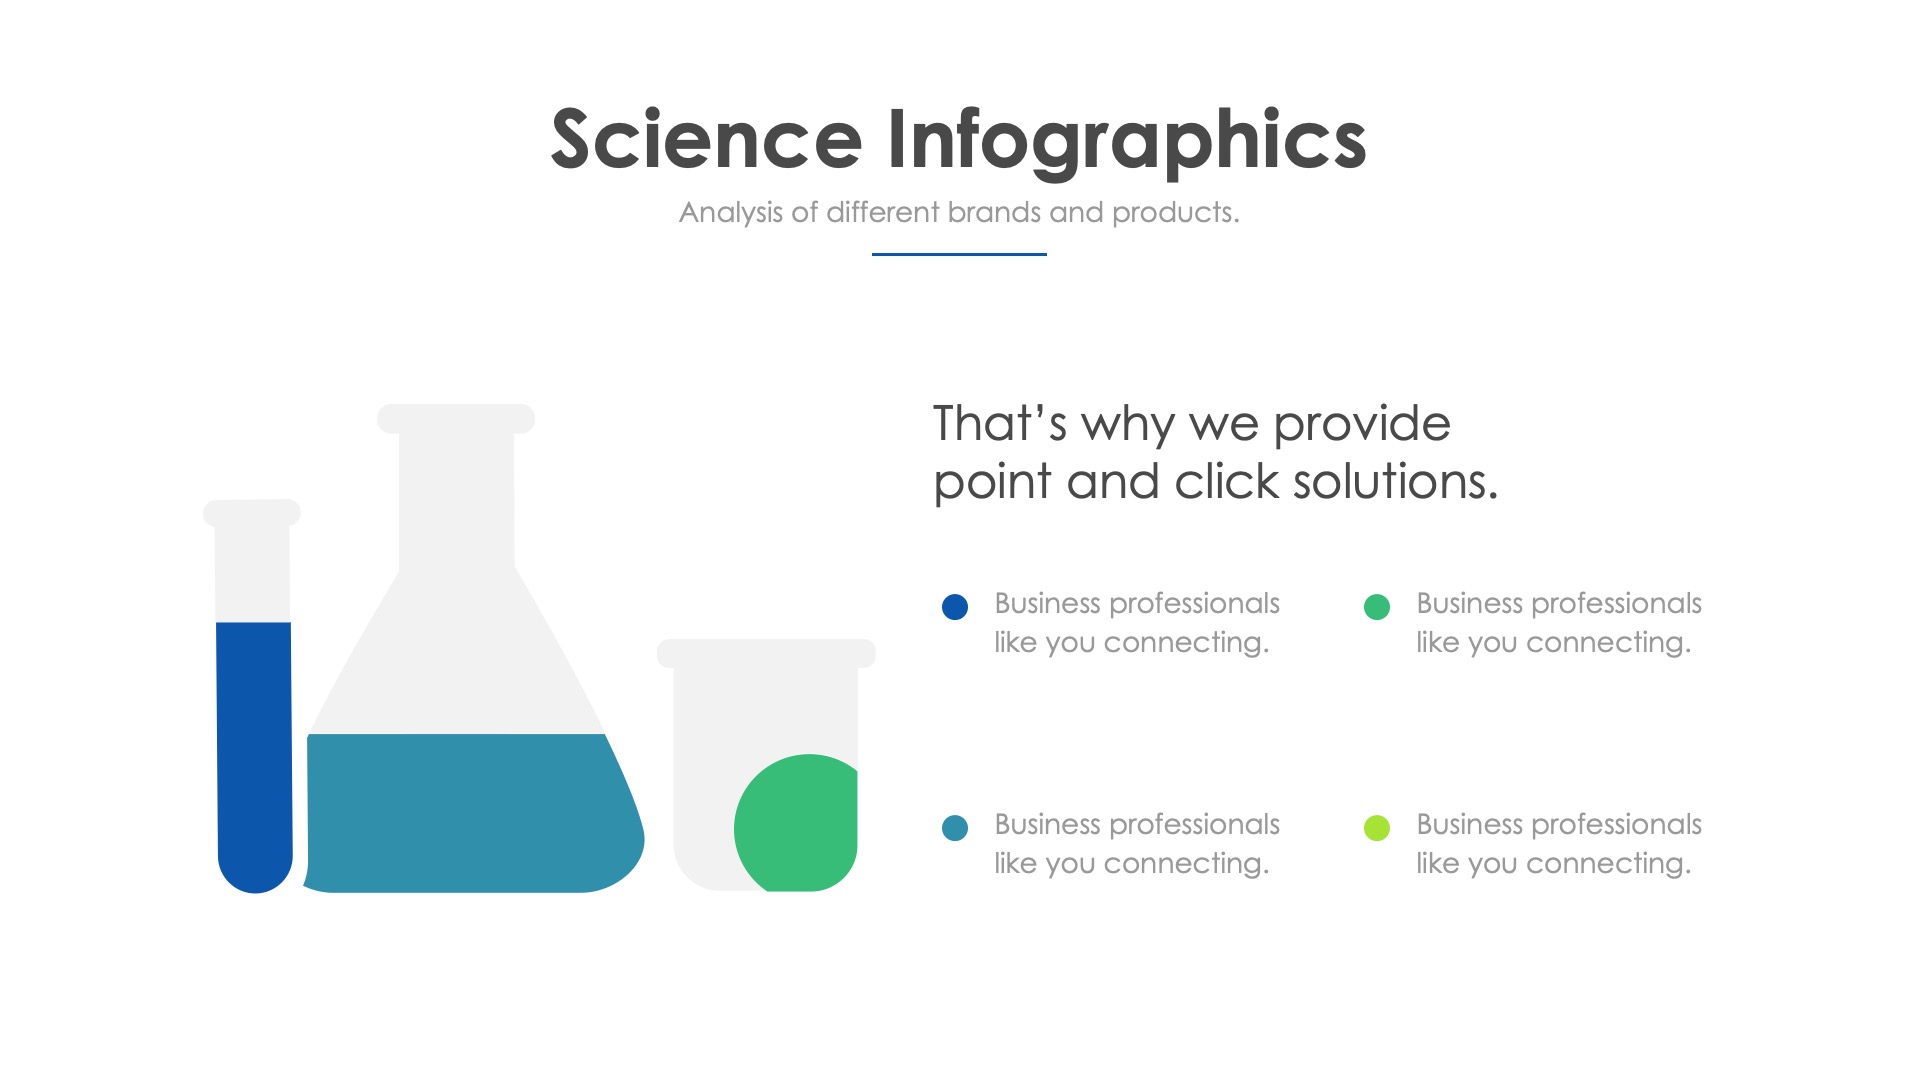 Science Infographics
Analysis of different brands and products.
That’s why we provide
point and click solutions.
Business professionals
like you connecting.
Business professionals
like you connecting.
Business professionals
like you connecting.
Business professionals
like you connecting.